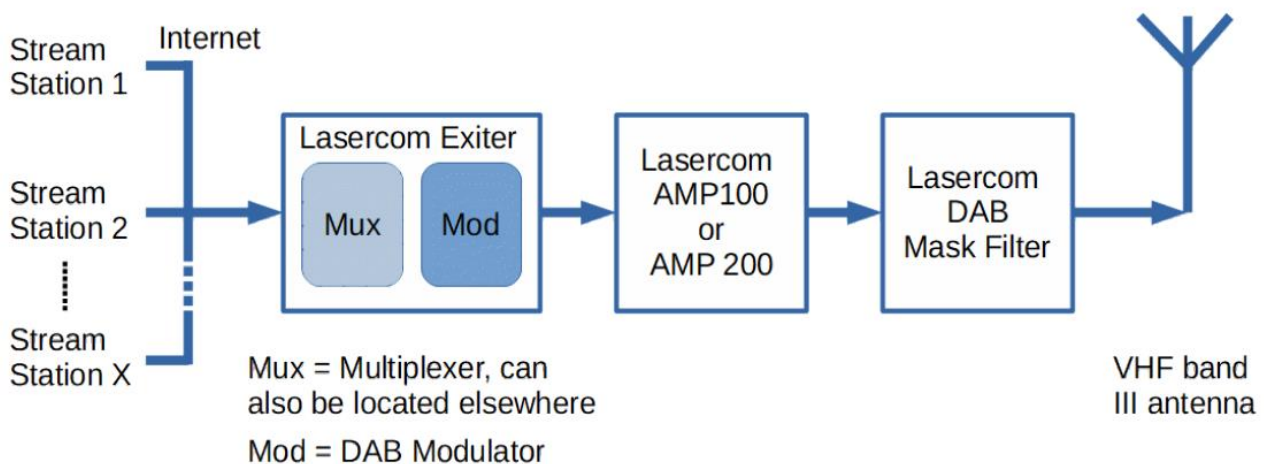 Internet
Stream
Station 1
Stream
Station 2
Stream
Station X
Lasercom Exiter
Mux
Mod
Lasercom
AMP100
or
AMP 200
Lasercom
DAB
Mask Filter
Mux = Multiplexer, can
also be located elsewhere
Mod = DAB Modulator
VHF band
III antenna